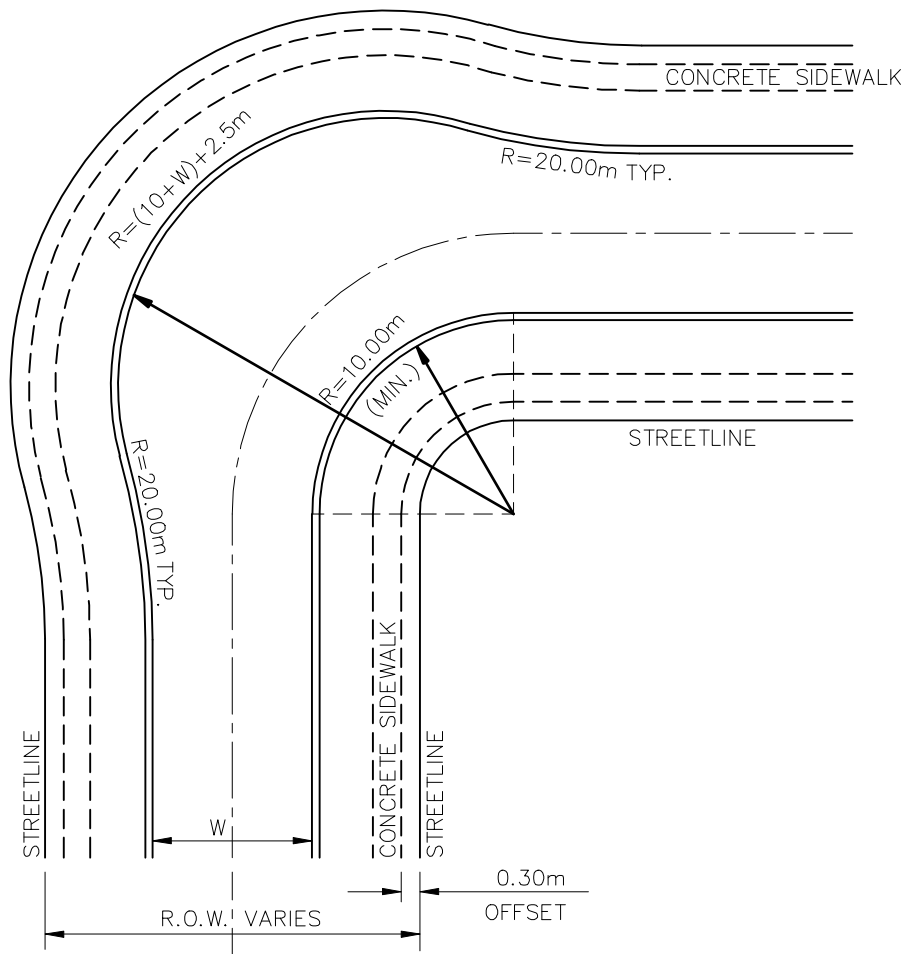 CONCRETE SIDEWALK
R=(10+W)+2.5m
R=20.00m TYP.
R=10.00m
(MIN.)
STREETLINE
R=20.00m TYP.
STREETLINE
CONCRETE SIDEWALK
STREETLINE
W
0.30m
OFFSET
R.O.W. VARIES